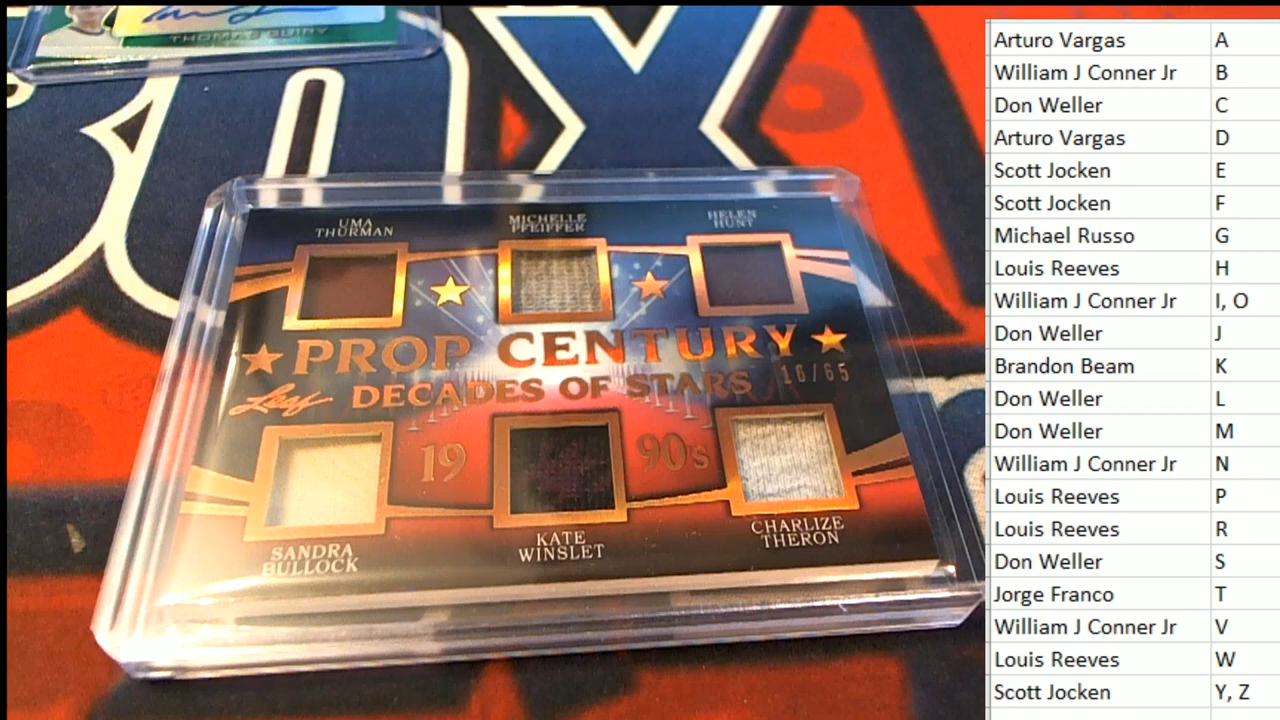 THOMAS GUIRY
UMA
THURMAN
MICHELLE
PFEIFFER
HELEN
HUNT
PROP CENTURY
Leaf DECADES OF STARS 16/65
19 90s
SANDRA
BULLOCK
KATE
WINSLET
CHARLIZE
THERON
Arturo Vargas A
William J Conner Jr B
Don Weller C
Arturo Vargas D
Scott Jocken E
Scott Jocken F
Michael Russo G
Louis Reeves H
William J Conner Jr I, O
Don Weller J
Brandon Beam K
Don Weller L
Don Weller M
William J Conner Jr N
Louis Reeves P
Louis Reeves R
Don Weller S
Jorge Franco T
William J Conner Jr V
Louis Reeves W
Scott Jocken Y, Z